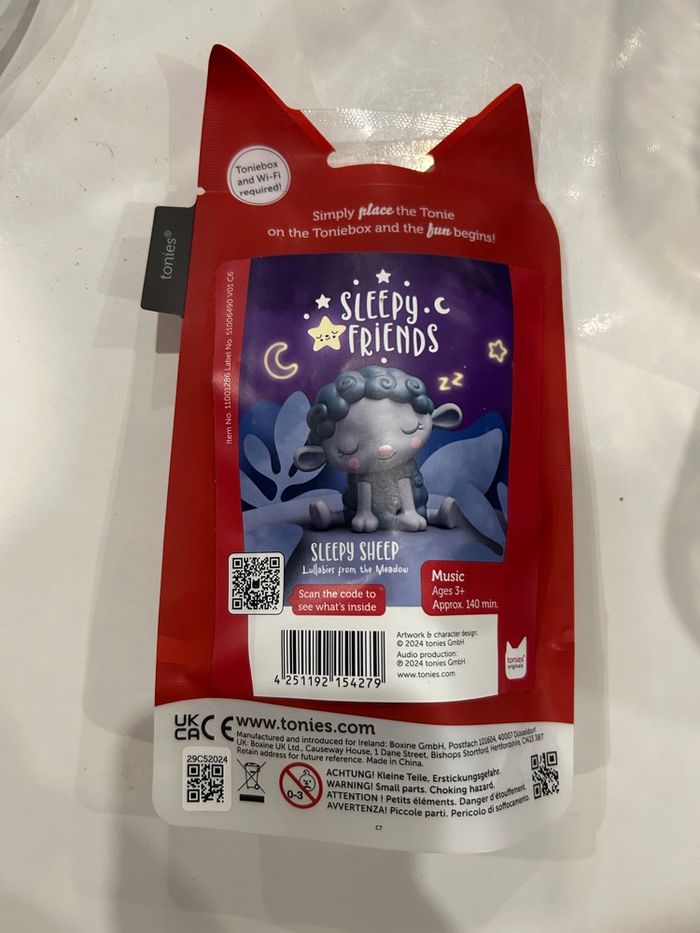 Toniebox
and Wi-Fi
required!
Simply place the Tonie
on the Toniebox and the fun begins!
tonies®
Item No. 11001286 Label No. 51006490 V01 C6
SLEEPY
FRIENDS
zz
SLEEPY SHEEP
Lullabies from the Meadow
Scan the code to
see what's inside
Music
Ages 3+
Approx. 140 min.
4 251192 154279
Artwork & character design:
© 2024 tonies GmbH
Audio production:
℗ 2024 tonies GmbH
www.tonies.com
tonies®
originals
UK
CA CE www.tonies.com
Manufactured and introduced for Ireland: Boxine GmbH, Postfach 101604, 40007 Düsseldorf
UK: Boxine UK Ltd., Causeway House, 1 Dane Street, Bishops Stortford, Hertfordshire, CM23 3BT
Retain address for future reference. Made in China.
29C52024
0-3
ACHTUNG! Kleine Teile, Erstickungsgefahr.
WARNING! Small parts. Choking hazard.
ATTENTION ! Petits éléments. Danger d'étouffement.
AVVERTENZA! Piccole parti. Pericolo di soffocamento.
C7